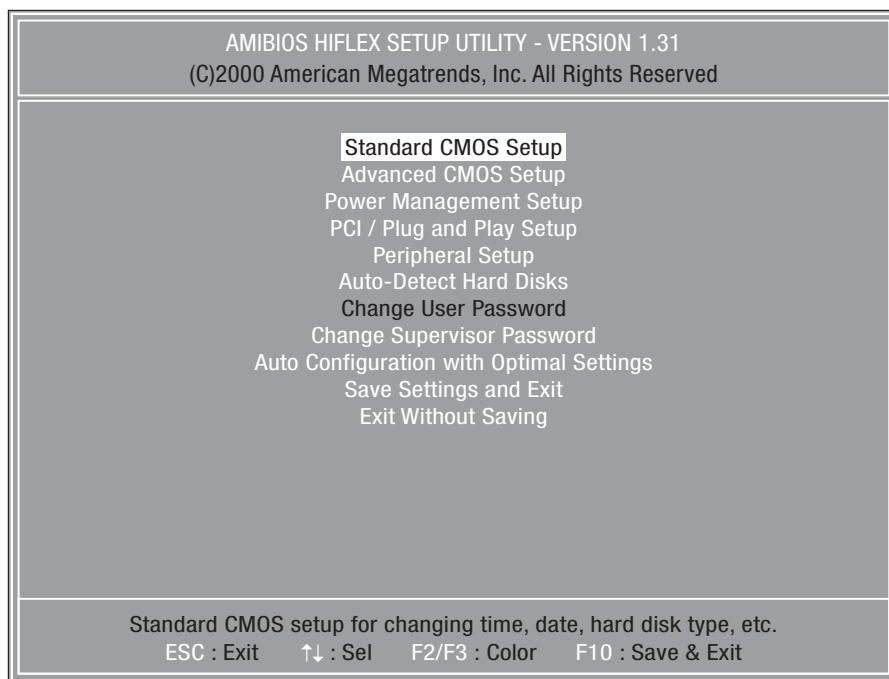 AMIBIOS HIFLEX SETUP UTILITY - VERSION 1.31
(C)2000 American Megatrends, Inc. All Rights Reserved
Standard CMOS Setup
Advanced CMOS Setup
Power Management Setup
PCI / Plug and Play Setup
Peripheral Setup
Auto-Detect Hard Disks
Change User Password
Change Supervisor Password
Auto Configuration with Optimal Settings
Save Settings and Exit
Exit Without Saving
Standard CMOS setup for changing time, date, hard disk type, etc.
ESC : Exit ↑↓ : Sel F2/F3 : Color F10 : Save & Exit